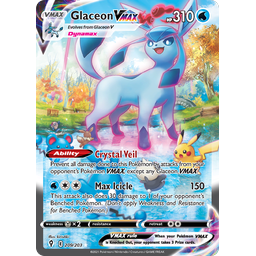 VMAX
Glaceon VMAX HP 310
Evolves from Glaceon V
Dynamax
Ability Crystal Veil
Prevent all damage done to this Pokémon by attacks from your
opponent's Pokémon VMAX except any Glaceon VMAX.
Max Icicle 150
This attack also does 30 damage to 1 of your opponent's
Benched Pokémon. (Don't apply Weakness and Resistance for
Benched Pokémon.)
weakness ×2 resistance retreat
VMAX rule
When your Pokémon VMAX
is Knocked Out, your opponent takes 3 Prize cards.
209/203